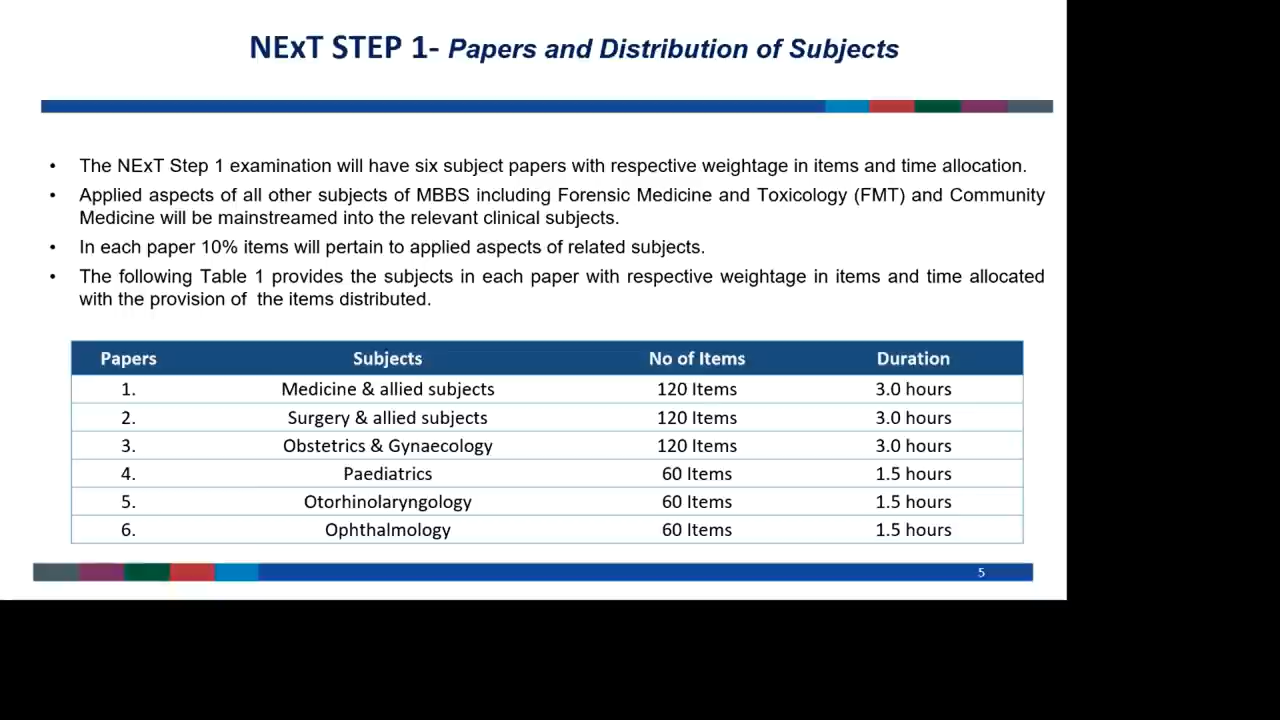 NExT STEP 1- Papers and Distribution of Subjects
• The NExT Step 1 examination will have six subject papers with respective weightage in items and time allocation.
• Applied aspects of all other subjects of MBBS including Forensic Medicine and Toxicology (FMT) and Community
Medicine will be mainstreamed into the relevant clinical subjects.
• In each paper 10% items will pertain to applied aspects of related subjects.
• The following Table 1 provides the subjects in each paper with respective weightage in items and time allocated
with the provision of  the items distributed.
Papers Subjects No of Items Duration
1. Medicine & allied subjects 120 Items 3.0 hours
2. Surgery & allied subjects 120 Items 3.0 hours
3. Obstetrics & Gynaecology 120 Items 3.0 hours
4. Paediatrics 60 Items 1.5 hours
5. Otorhinolaryngology 60 Items 1.5 hours
6. Ophthalmology 60 Items 1.5 hours
5